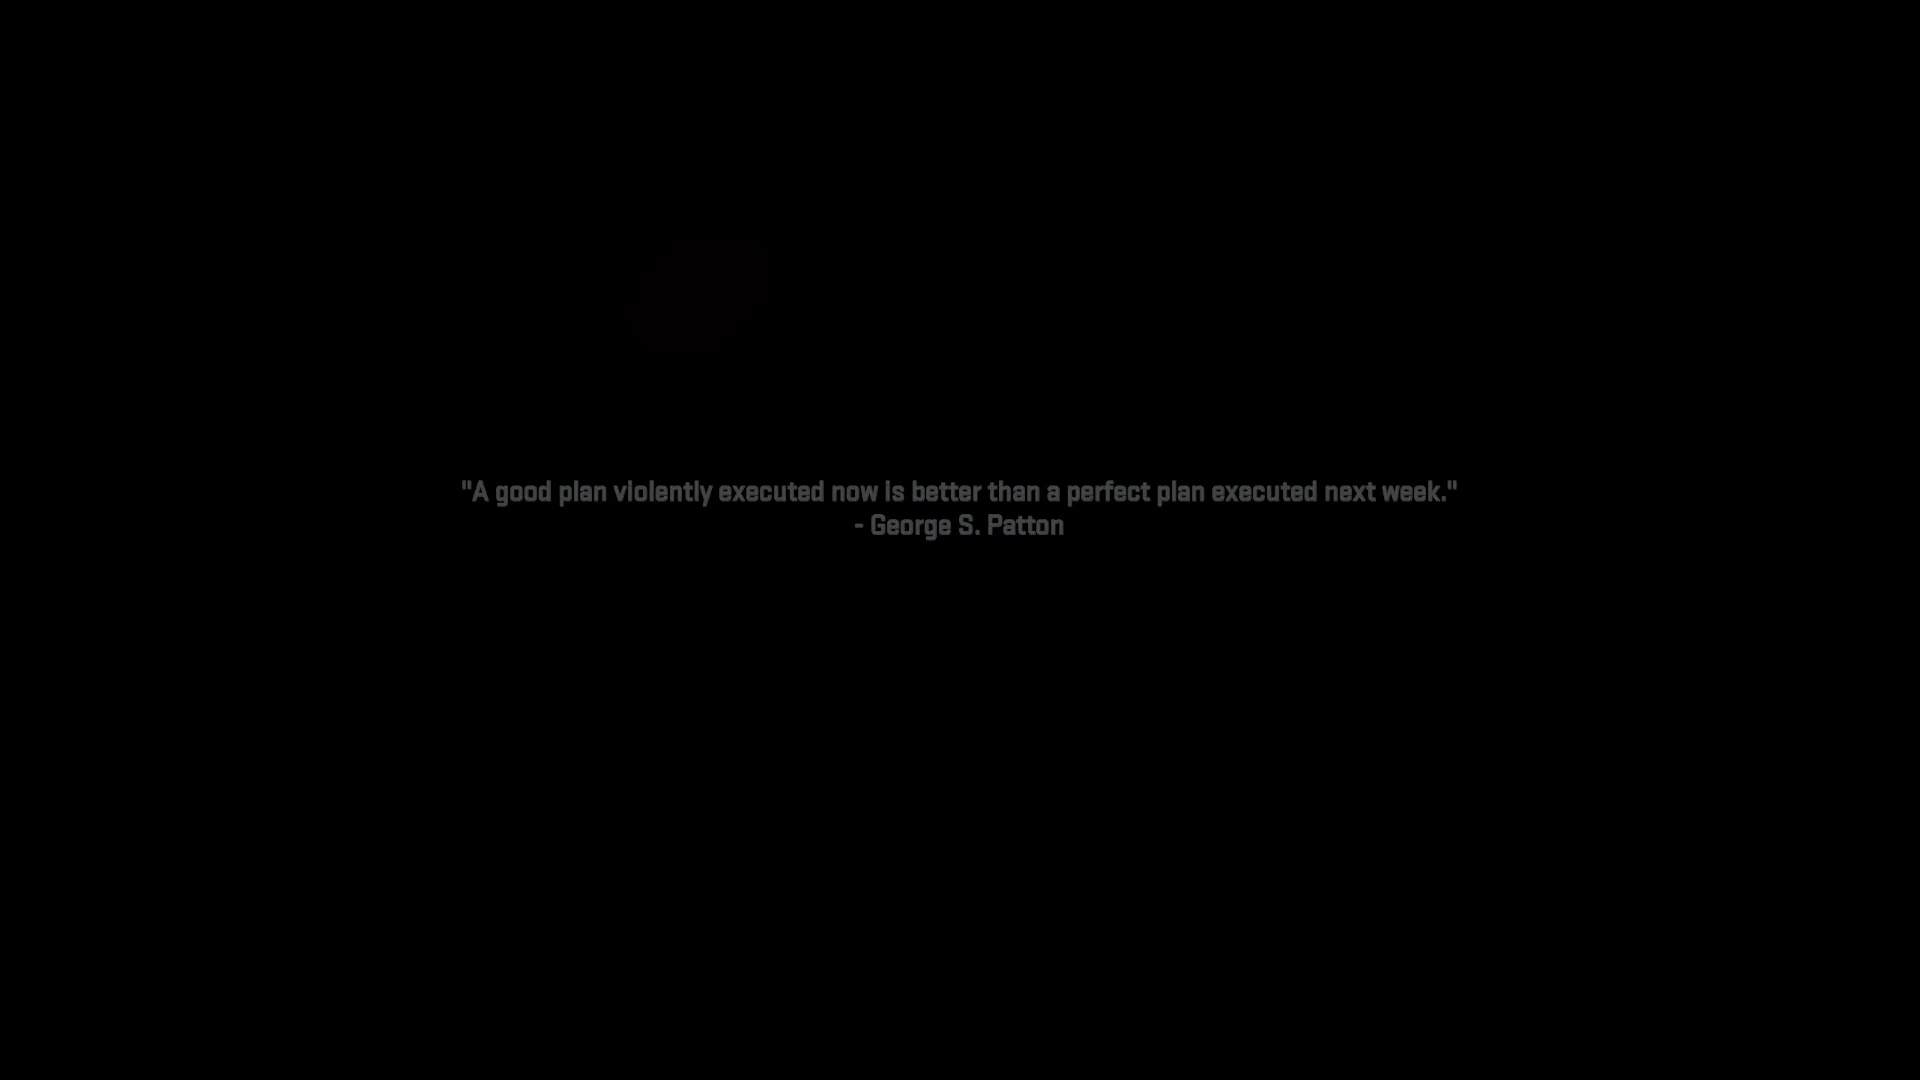 "A good plan violently executed now is better than a perfect plan executed next week."
- George S. Patton